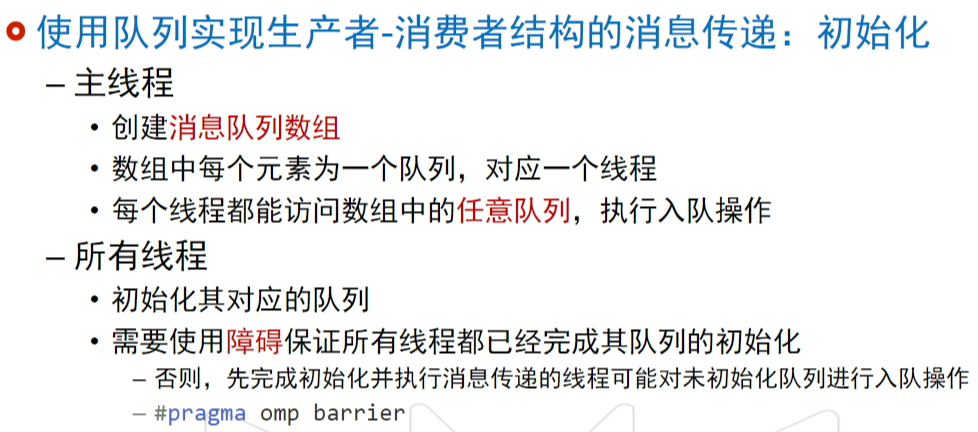 使用队列实现生产者-消费者结构的消息传递：初始化
– 主线程
• 创建消息队列数组
• 数组中每个元素为一个队列，对应一个线程
• 每个线程都能访问数组中的任意队列，执行入队操作
– 所有线程
• 初始化其对应的队列
• 需要使用障碍保证所有线程都已经完成其队列的初始化
– 否则，先完成初始化并执行消息传递的线程可能对未初始化队列进行入队操作
– #pragma omp barrier